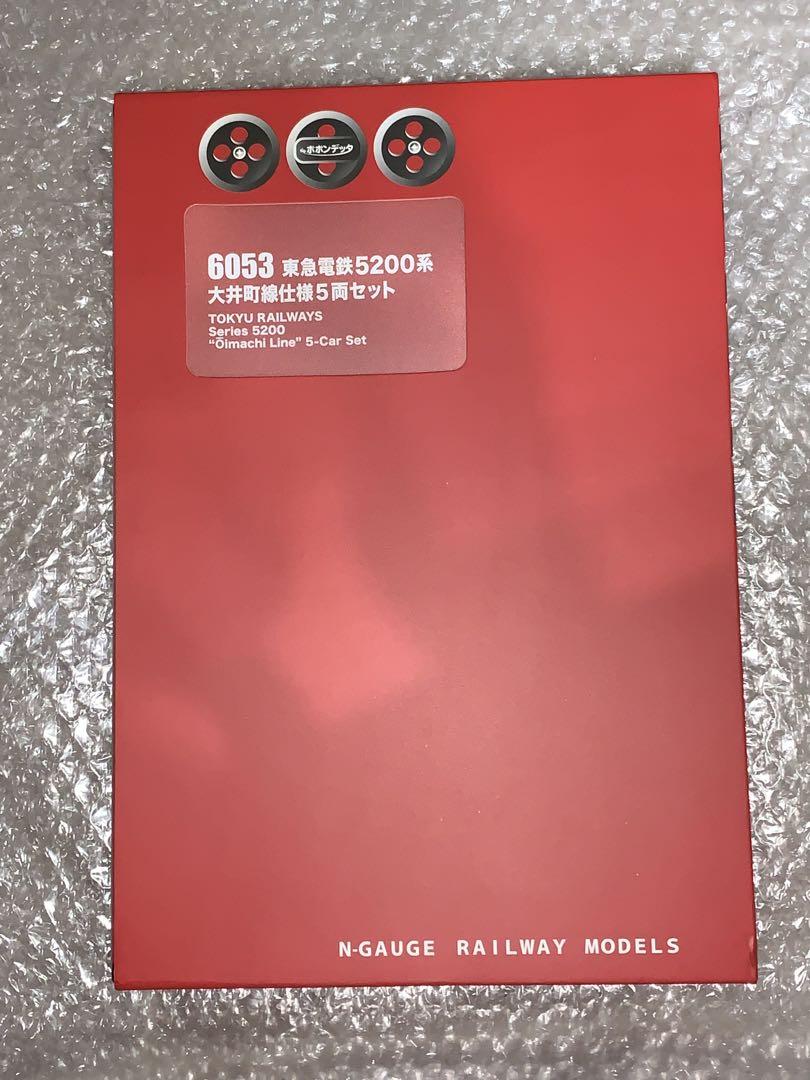 ポポンデッタ
6053 東急電鉄5200系
大井町線仕様5両セット
TOKYU RAILWAYS
Series 5200
“Ōimachi Line” 5-Car Set
N-GAUGE RAILWAY MODELS